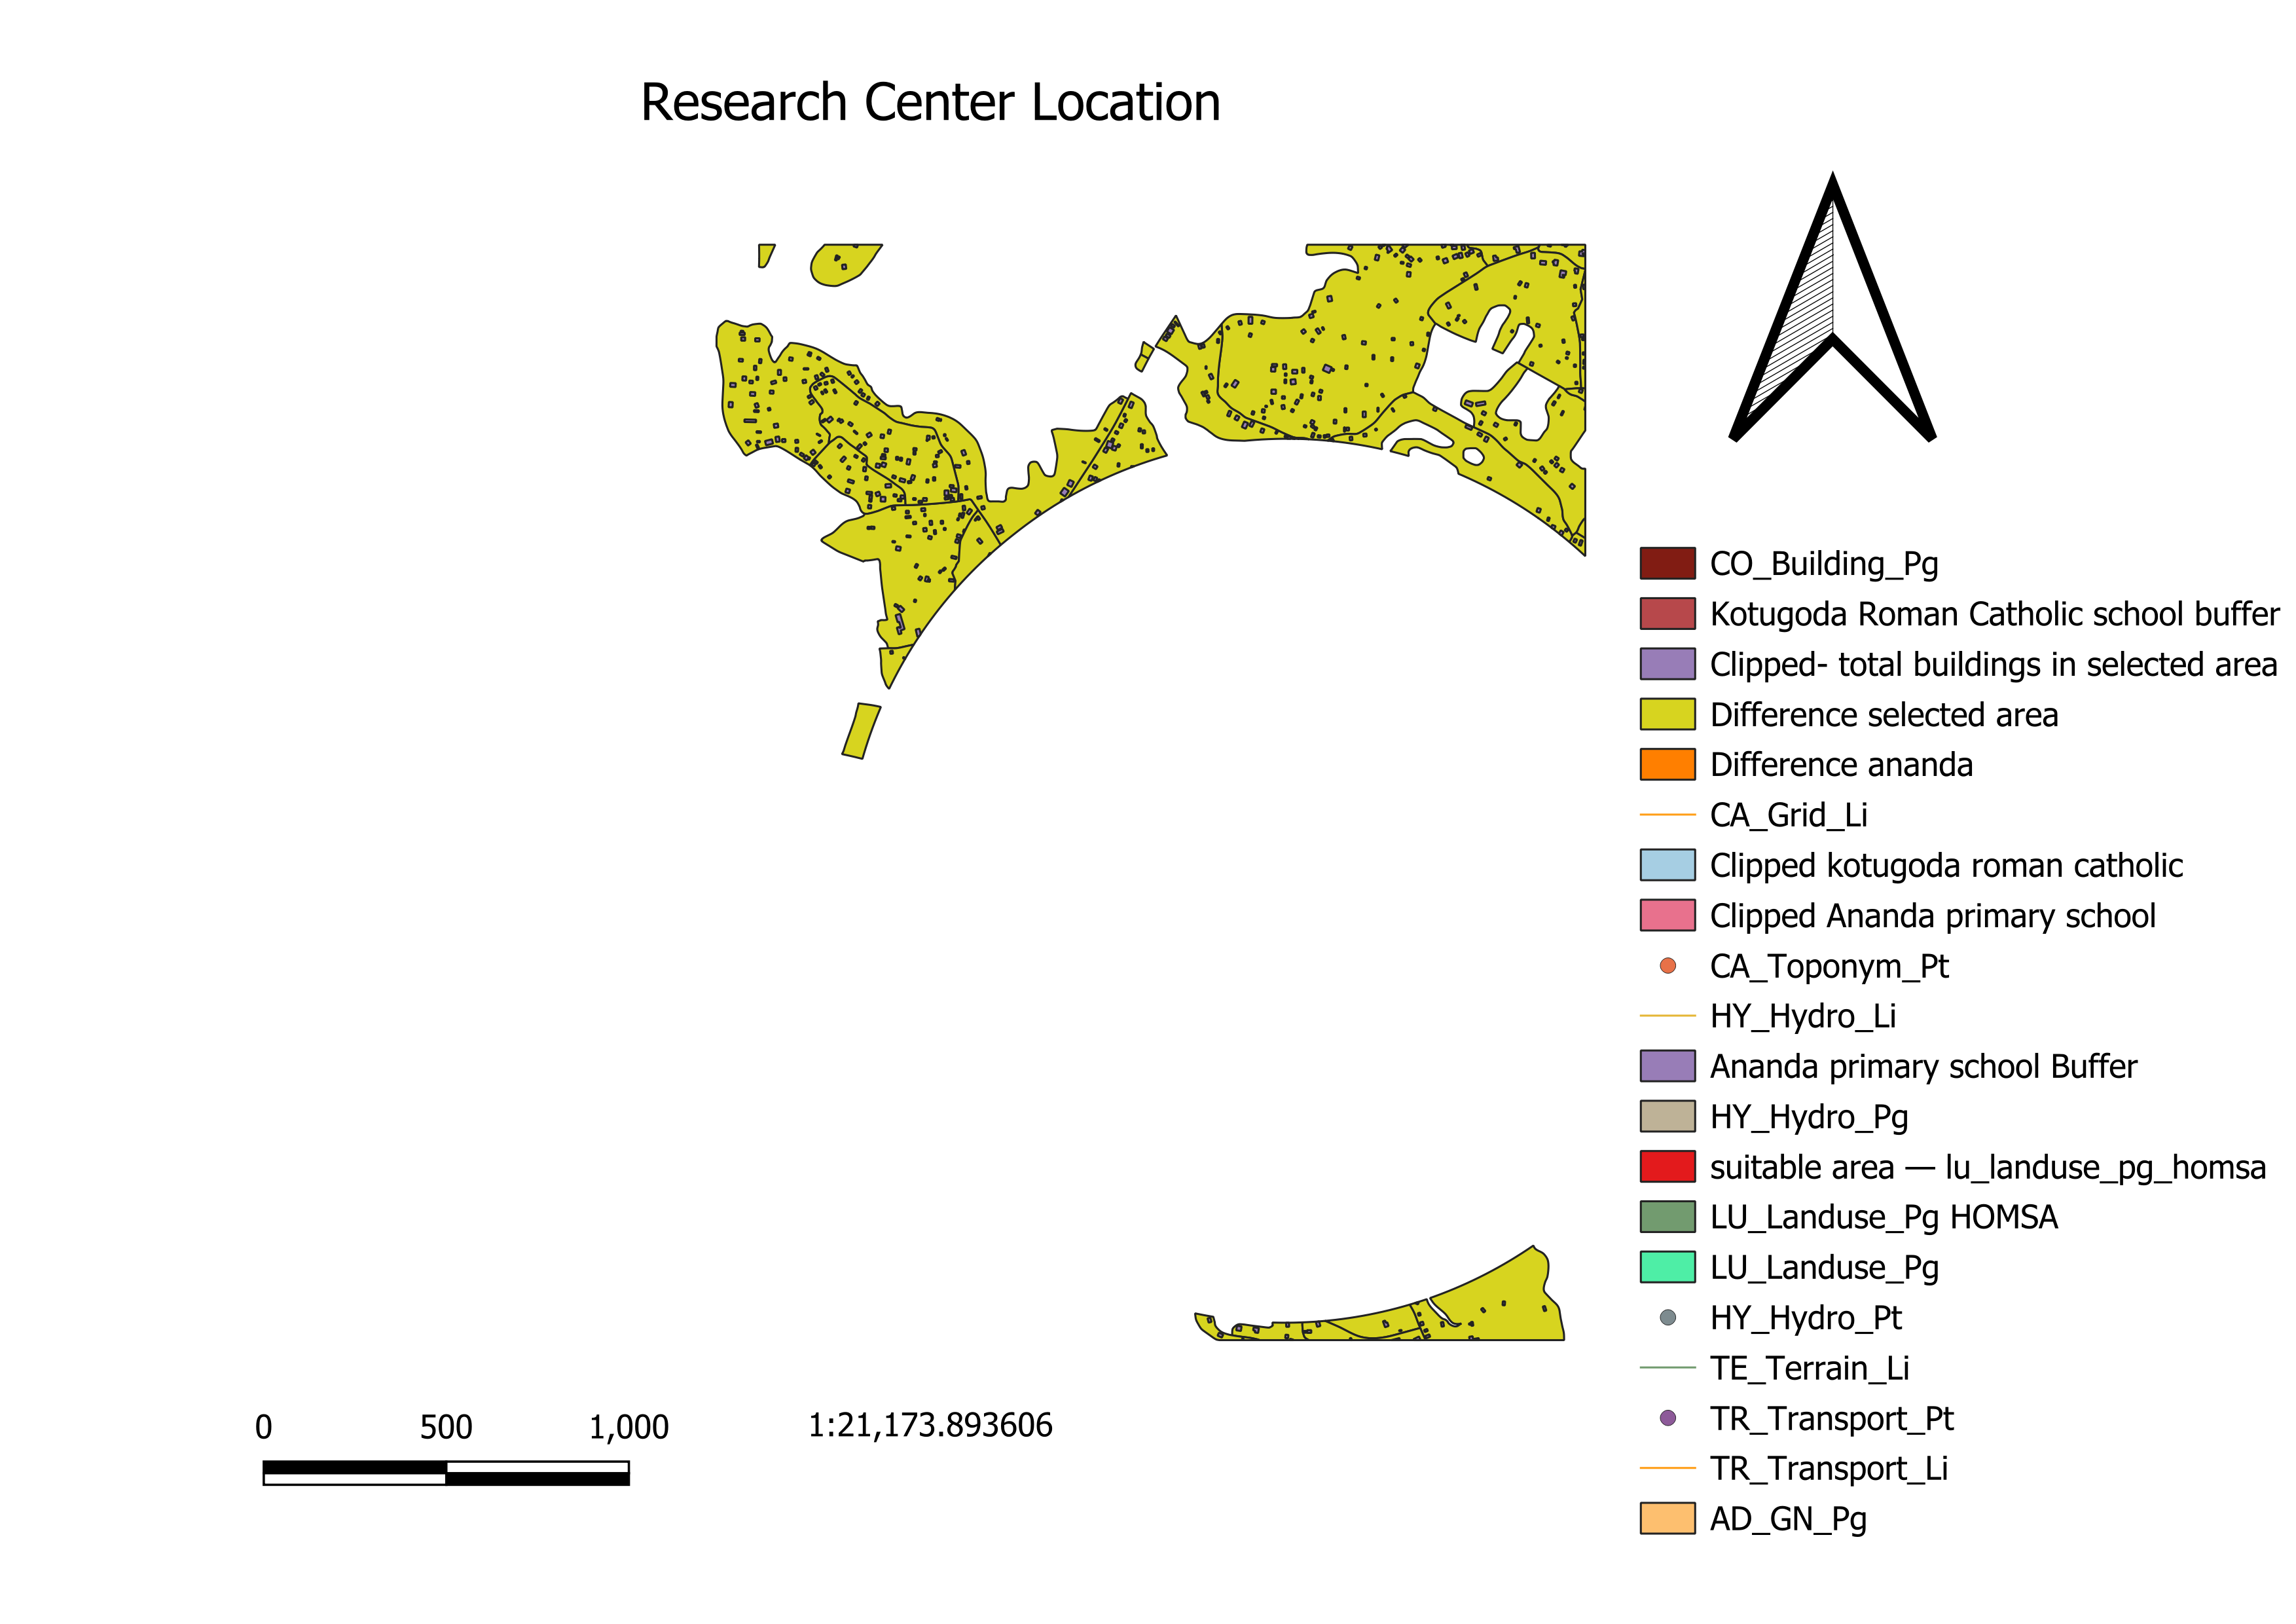 Research Center Location
CO_Building_Pg
Kotugoda Roman Catholic school buffer
Clipped- total buildings in selected area
Difference selected area
Difference ananda
CA_Grid_Li
Clipped kotugoda roman catholic
Clipped Ananda primary school
CA_Toponym_Pt
HY_Hydro_Li
Ananda primary school Buffer
HY_Hydro_Pg
suitable area — lu_landuse_pg_homsa
LU_Landuse_Pg HOMSA
LU_Landuse_Pg
HY_Hydro_Pt
TE_Terrain_Li
TR_Transport_Pt
TR_Transport_Li
AD_GN_Pg
0 500 1,000 1:21,173.893606